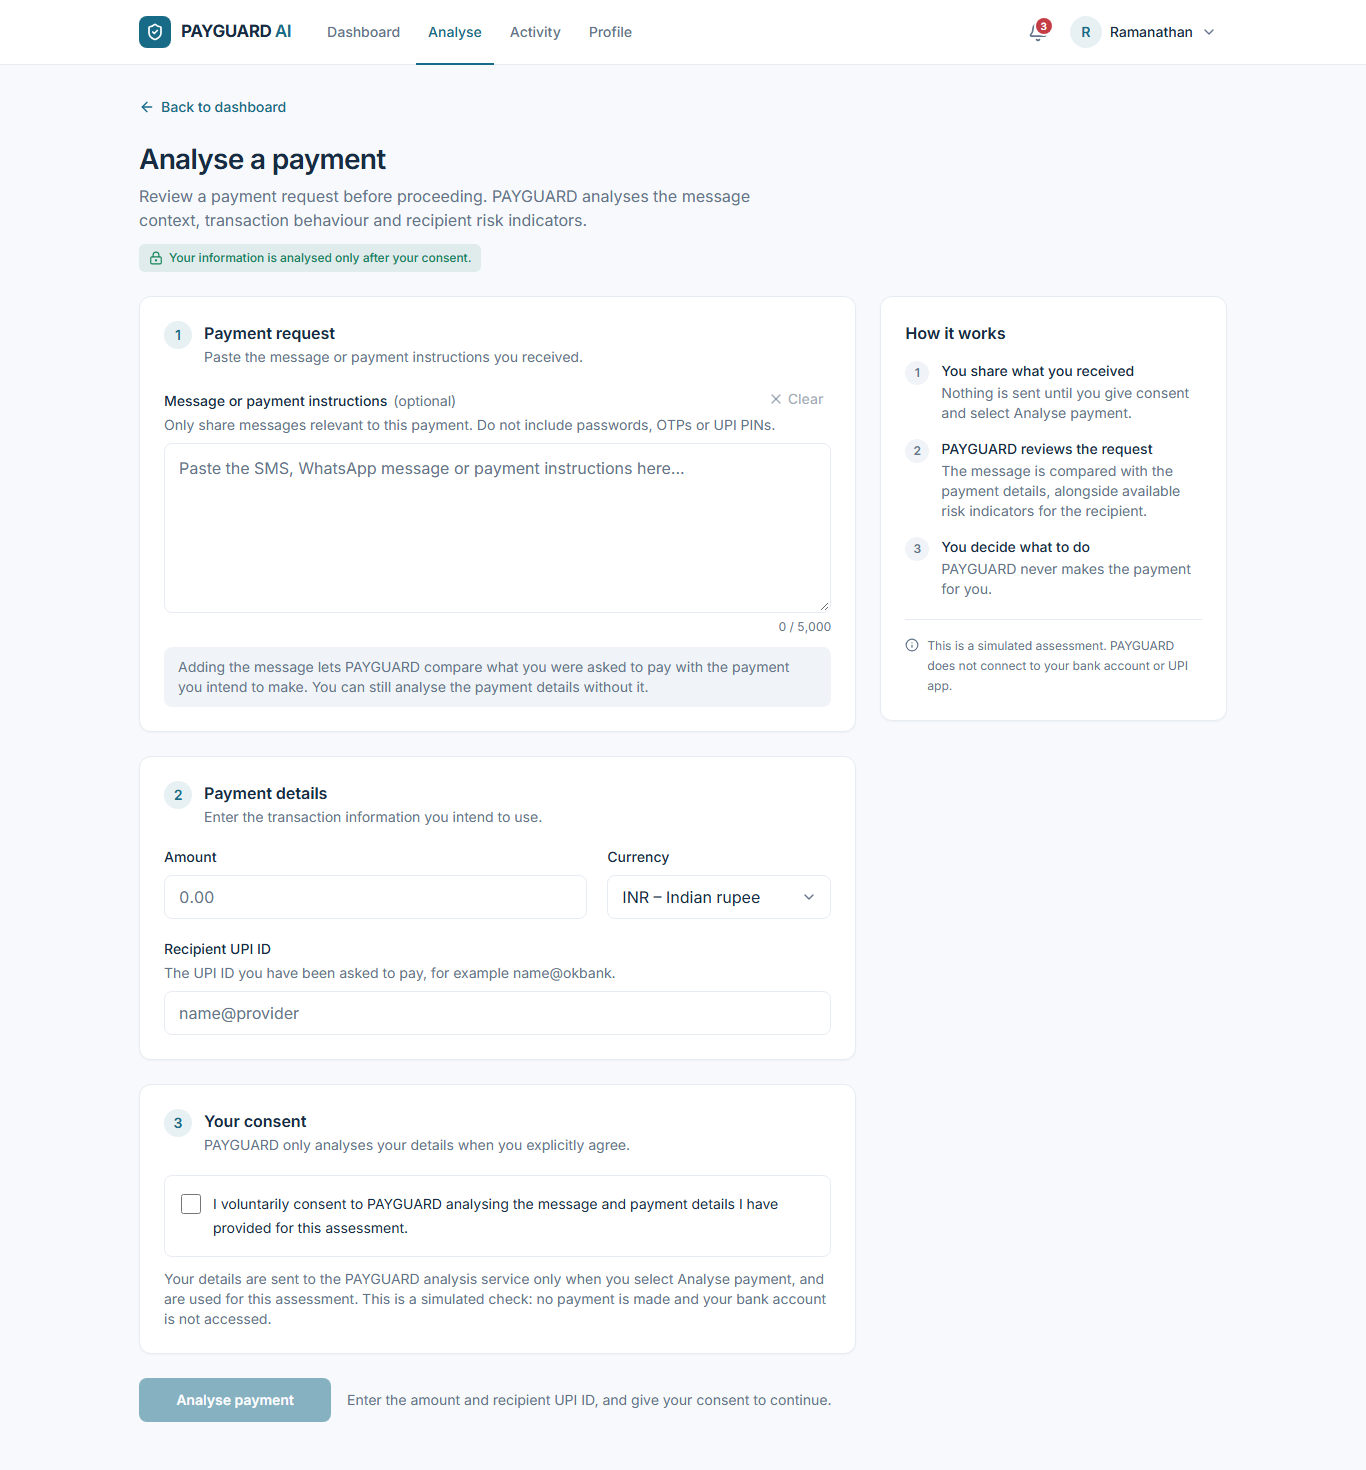 PAYGUARD AI
Dashboard
Analyse
Activity
Profile
3
R
Ramanathan
Back to dashboard
Analyse a payment
Review a payment request before proceeding. PAYGUARD analyses the message
context, transaction behaviour and recipient risk indicators.
Your information is analysed only after your consent.
1
Payment request
Paste the message or payment instructions you received.
Message or payment instructions (optional)
Clear
Only share messages relevant to this payment. Do not include passwords, OTPs or UPI PINs.
Paste the SMS, WhatsApp message or payment instructions here...
0 / 5,000
Adding the message lets PAYGUARD compare what you were asked to pay with the payment
you intend to make. You can still analyse the payment details without it.
How it works
1
You share what you received
Nothing is sent until you give consent
and select Analyse payment.
2
PAYGUARD reviews the request
The message is compared with the
payment details, alongside available
risk indicators for the recipient.
3
You decide what to do
PAYGUARD never makes the payment
for you.
This is a simulated assessment. PAYGUARD
does not connect to your bank account or UPI
app.
2
Payment details
Enter the transaction information you intend to use.
Amount
0.00
Currency
INR – Indian rupee
Recipient UPI ID
The UPI ID you have been asked to pay, for example name@okbank.
name@provider
3
Your consent
PAYGUARD only analyses your details when you explicitly agree.
I voluntarily consent to PAYGUARD analysing the message and payment details I have
provided for this assessment.
Your details are sent to the PAYGUARD analysis service only when you select Analyse payment, and
are used for this assessment. This is a simulated check: no payment is made and your bank account
is not accessed.
Analyse payment
Enter the amount and recipient UPI ID, and give your consent to continue.